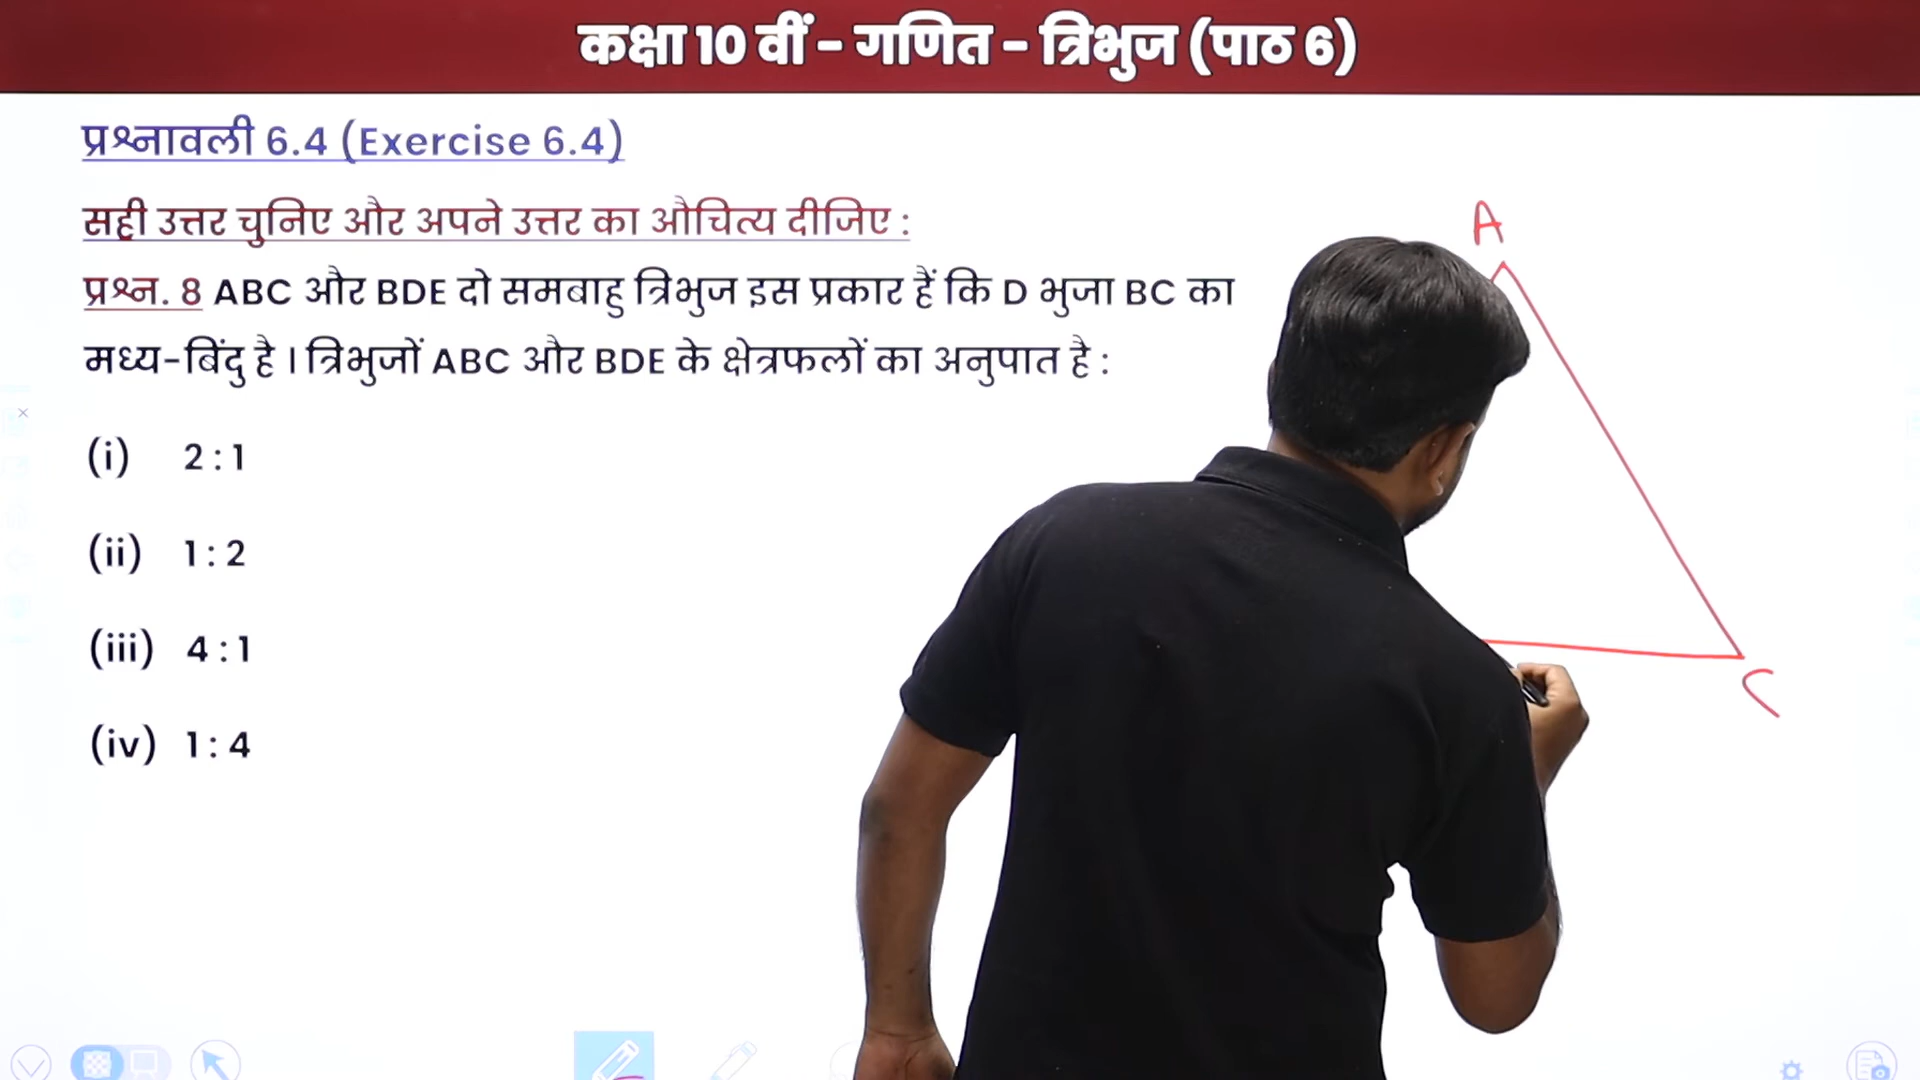 कक्षा 10 वीं - गणित - त्रिभुज (पाठ 6)
प्रश्नावली 6.4 (Exercise 6.4)
सही उत्तर चुनिए और अपने उत्तर का औचित्य दीजिए :
प्रश्न. 8 ABC और BDE दो समबाहु त्रिभुज इस प्रकार हैं कि D भुजा BC का
मध्य-बिंदु है । त्रिभुजों ABC और BDE के क्षेत्रफलों का अनुपात है :
(i) 2 : 1
(ii) 1 : 2
(iii) 4 : 1
(iv) 1 : 4
A
C